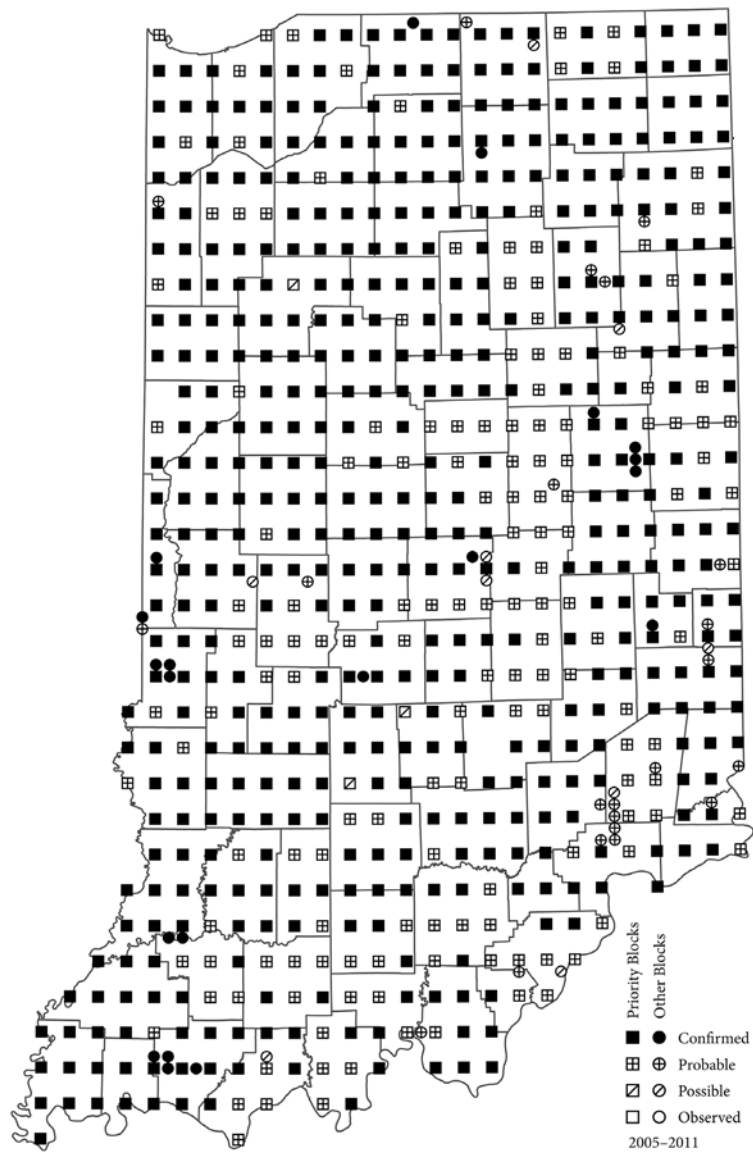 Priority Blocks
Other Blocks
Confirmed
Probable
Possible
Observed
2005–2011